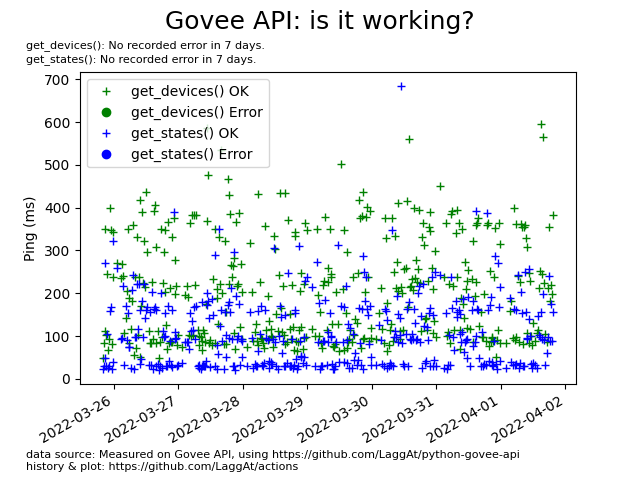 Govee API: is it working?
get_devices(): No recorded error in 7 days.
get_states(): No recorded error in 7 days.
700
600
500
400
300
200
100
0
Ping (ms)
get_devices() OK
get_devices() Error
get_states() OK
get_states() Error
2022-03-26
2022-03-27
2022-03-28
2022-03-29
2022-03-30
2022-03-31
2022-04-01
2022-04-02
data source: Measured on Govee API, using https://github.com/LaggAt/python-govee-api
history & plot: https://github.com/LaggAt/actions